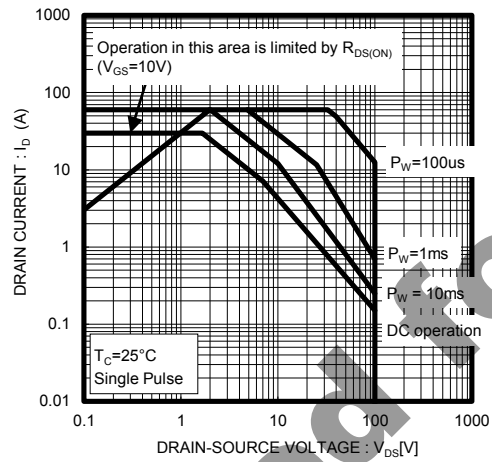 1000
Operation in this area is limited by RDS(ON)
(VGS=10V)
100
10
1
0.1
0.01
DRAIN CURRENT : ID (A)
PW=100us
PW=1ms
PW = 10ms
DC operation
TC=25°C
Single Pulse
0.1
1
10
100
1000
DRAIN-SOURCE VOLTAGE : VDS[V]